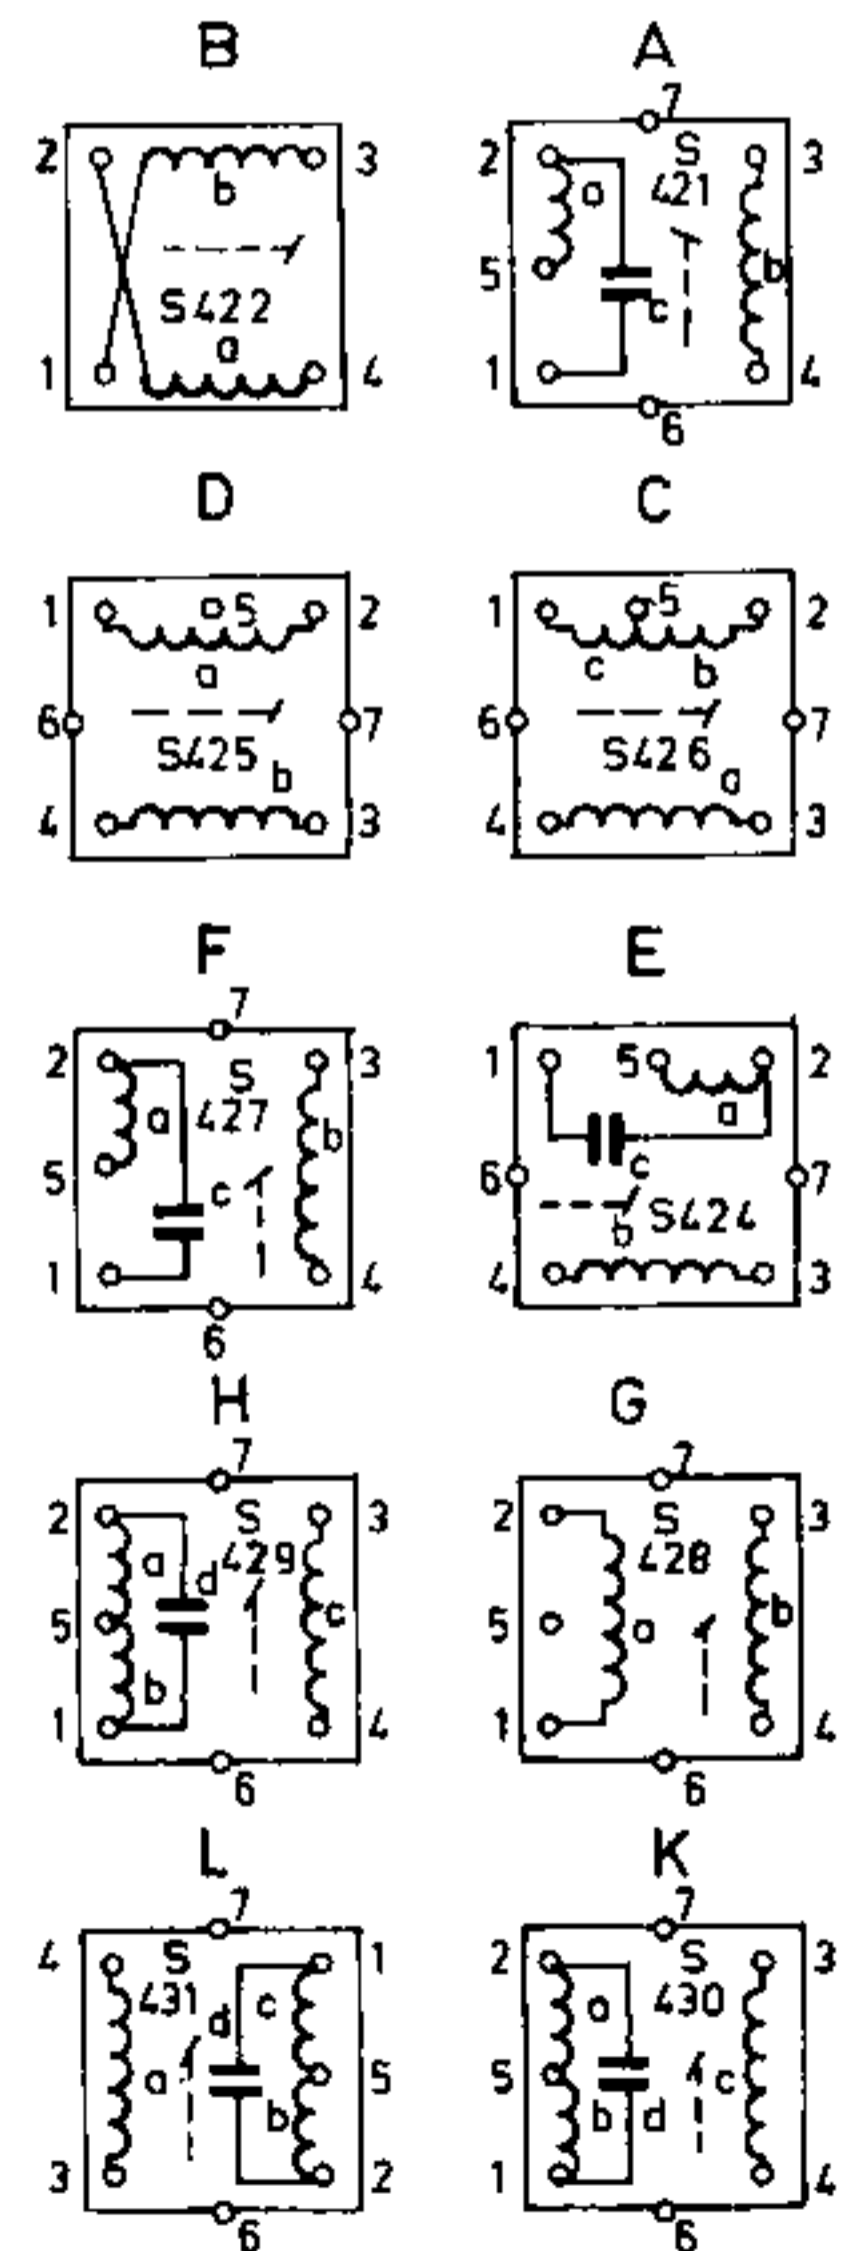 B A
2 3
b
S422
a
1 4
7
2 S 3
a 421
5 b
c
1 4
6
D C
1 5 2
a
6 7
S425
b
4 3
1 5 2
c b
6 7
S426
a
4 3
F E
7
2 S 3
a 427 b
5 c
1 4
6
1 5 2
a
c
6 7
b S424
4 3
H G
7
2 S 3
a d 429
5 c
b
1 4
6
7
2 S 3
428
5 a b
1 4
6
L K
7
4 S 1
431 d c
a 5
b
3 2
6
7
2 S 3
a 430
5 c
b d
1 4
6